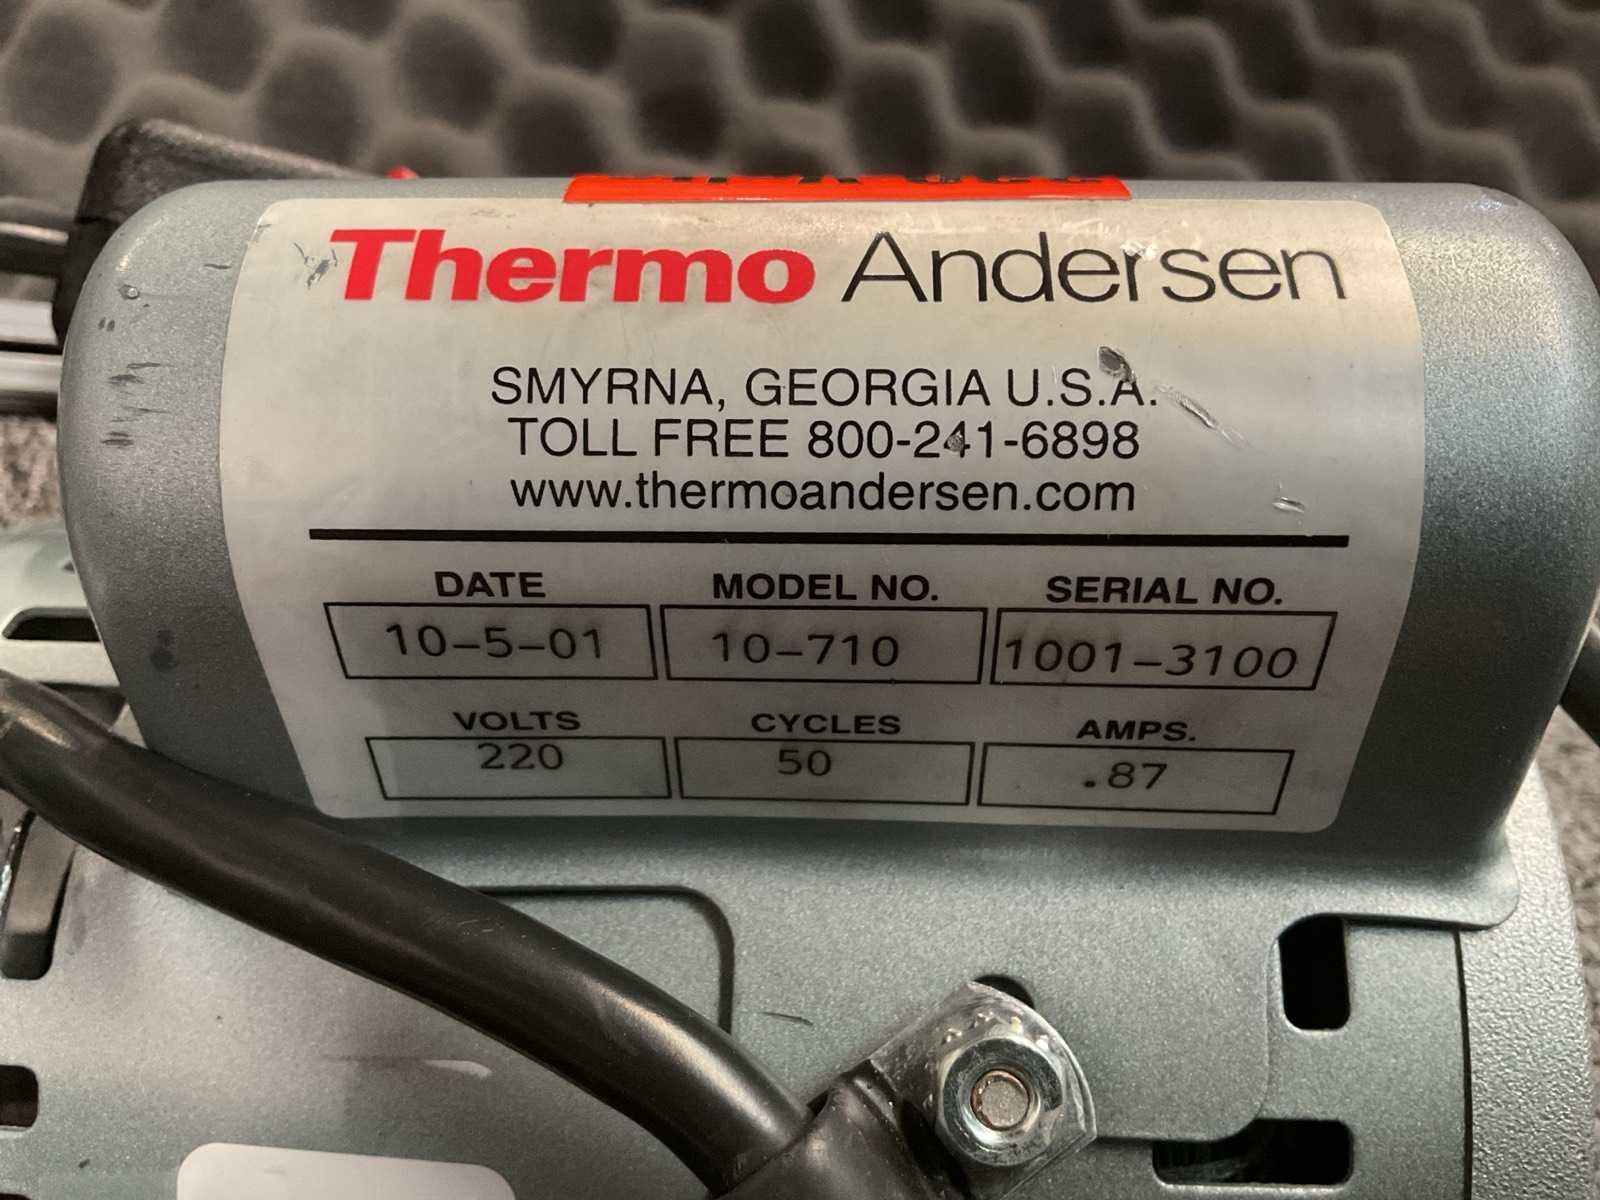 Thermo Andersen
SMYRNA, GEORGIA U.S.A.
TOLL FREE 800-241-6898
www.thermoandersen.com
DATE MODEL NO. SERIAL NO.
10-5-01 10-710 1001-3100
VOLTS CYCLES AMPS.
220 50 .87